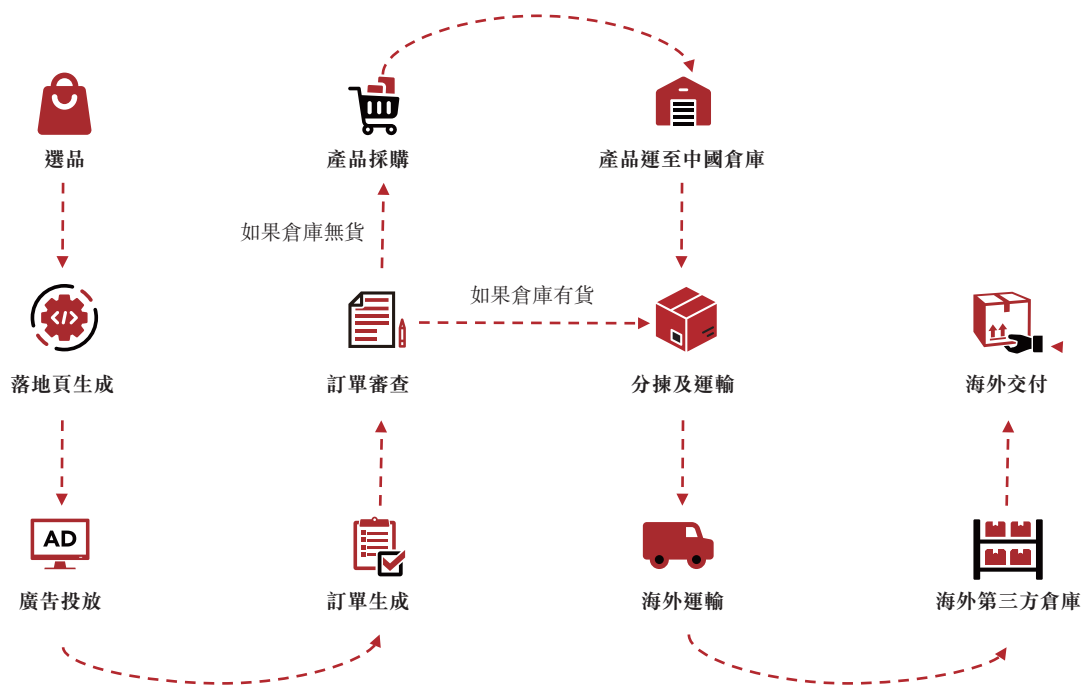 選品
產品採購
產品運至中國倉庫
如果倉庫無貨
如果倉庫有貨
</>
落地頁生成
訂單審查
分揀及運輸
海外交付
AD
廣告投放
訂單生成
海外運輸
海外第三方倉庫